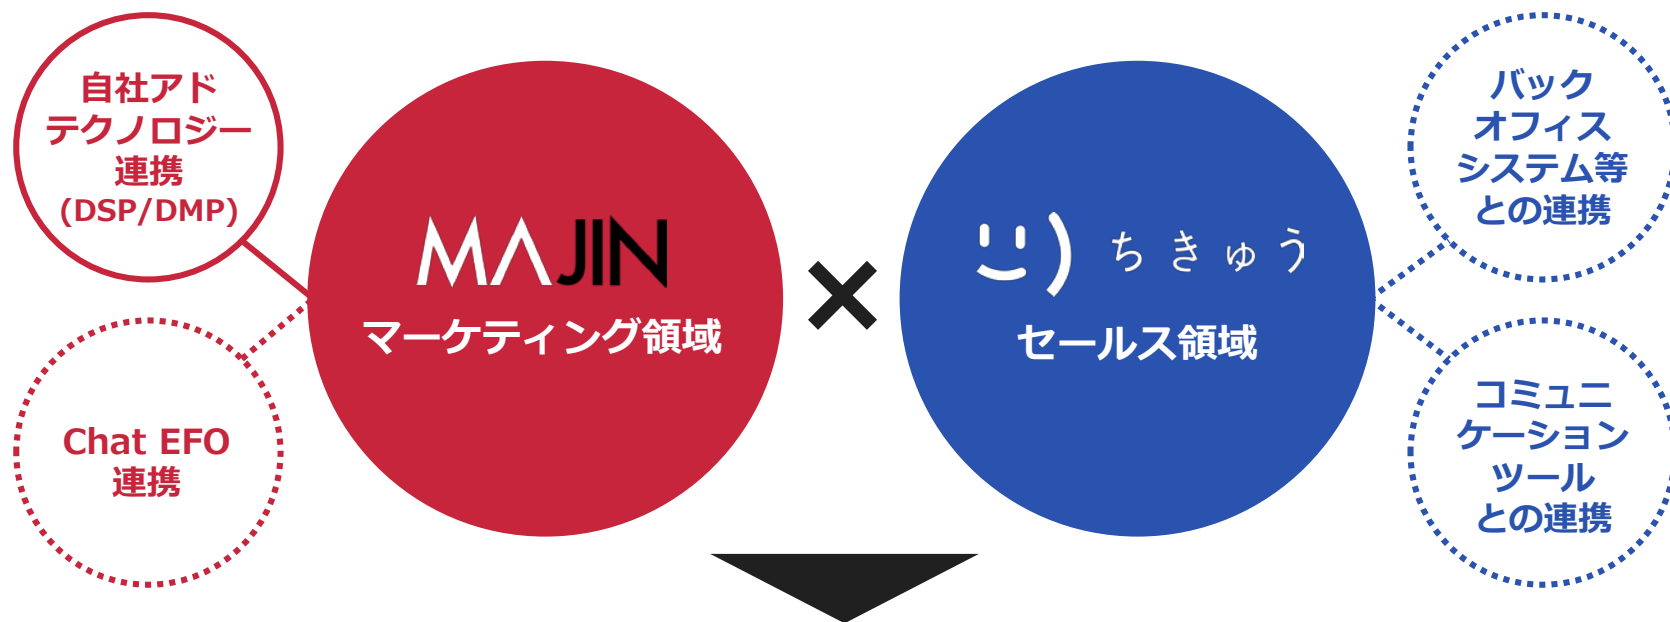 自社アド
テクノロジー
連携
(DSP/DMP)
Chat EFO
連携
MAJIN
マーケティング領域
×
ちきゅう
セールス領域
バック
オフィス
システム等
との連携
コミュニ
ケーション
ツール
との連携